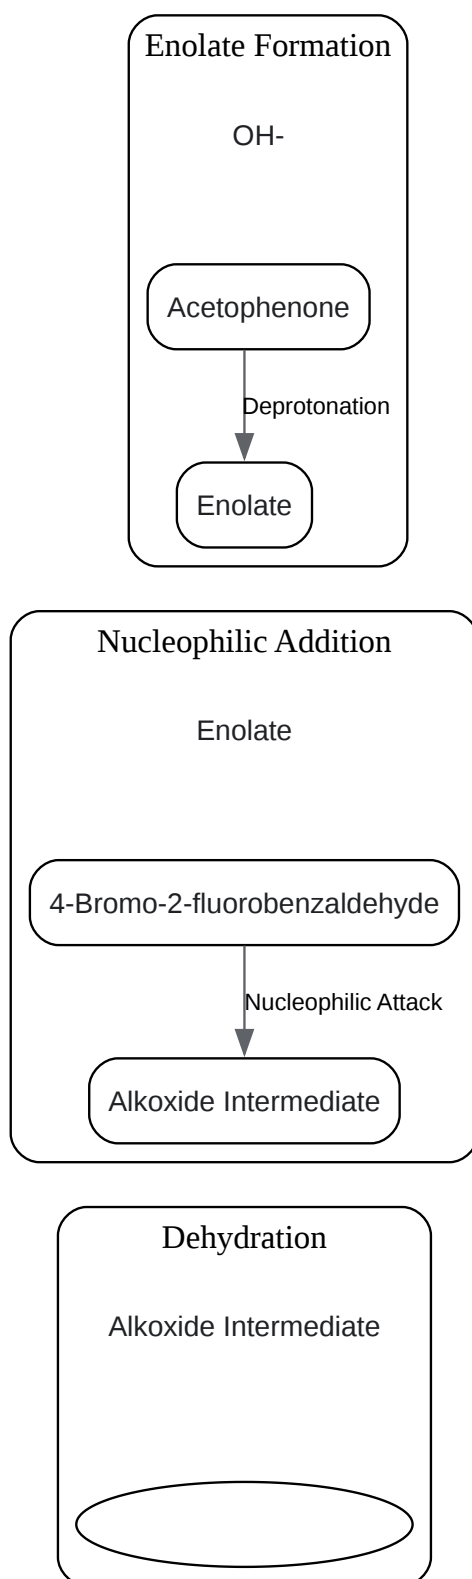 Enolate Formation
OH-
Acetophenone
Deprotonation
Enolate
Nucleophilic Addition
Enolate
4-Bromo-2-fluorobenzaldehyde
Nucleophilic Attack
Alkoxide Intermediate
Dehydration
Alkoxide Intermediate